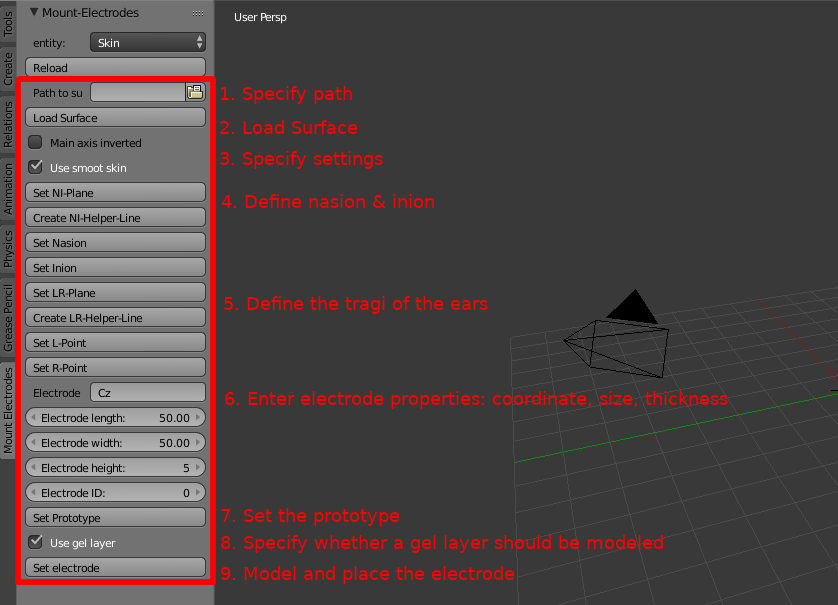 Tools
Create
Relations
Animation
Physics
Grease Pencil
Mount Electrodes
Mount-Electrodes
User Persp
entity: Skin
Reload
Path to su
1. Specify path
Load Surface
2. Load Surface
Main axis inverted
3. Specify settings
Use smoot skin
Set NI-Plane
4. Define nasion & inion
Create NI-Helper-Line
Set Nasion
Set Inion
Set LR-Plane
5. Define the tragi of the ears
Create LR-Helper-Line
Set L-Point
Set R-Point
Electrode Cz
6. Enter electrode properties: coordinate, size, thickness
Electrode length: 50.00
Electrode width: 50.00
Electrode height: 5
Electrode ID: 0
Set Prototype
7. Set the prototype
Use gel layer
8. Specify whether a gel layer should be modeled
Set electrode
9. Model and place the electrode